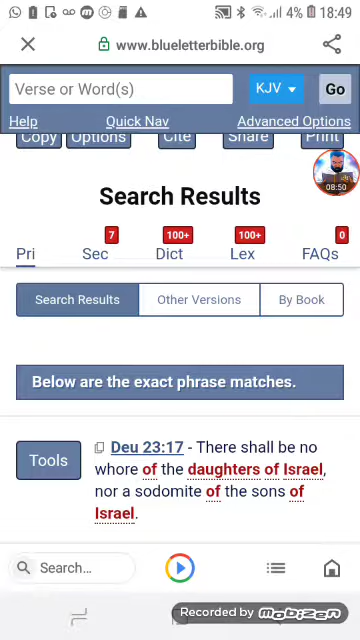 4% 18:49
www.blueletterbible.org
Verse or Word(s) KJV Go
Help Quick Nav Advanced Options
Copy Options Cite Share Print
08:50
Search Results
7 100+ 100+ 0
Pri Sec Dict Lex FAQs
Search Results Other Versions By Book
Below are the exact phrase matches.
Tools
Deu 23:17 - There shall be no
whore of the daughters of Israel,
nor a sodomite of the sons of
Israel.
Search...
Recorded by mobizen